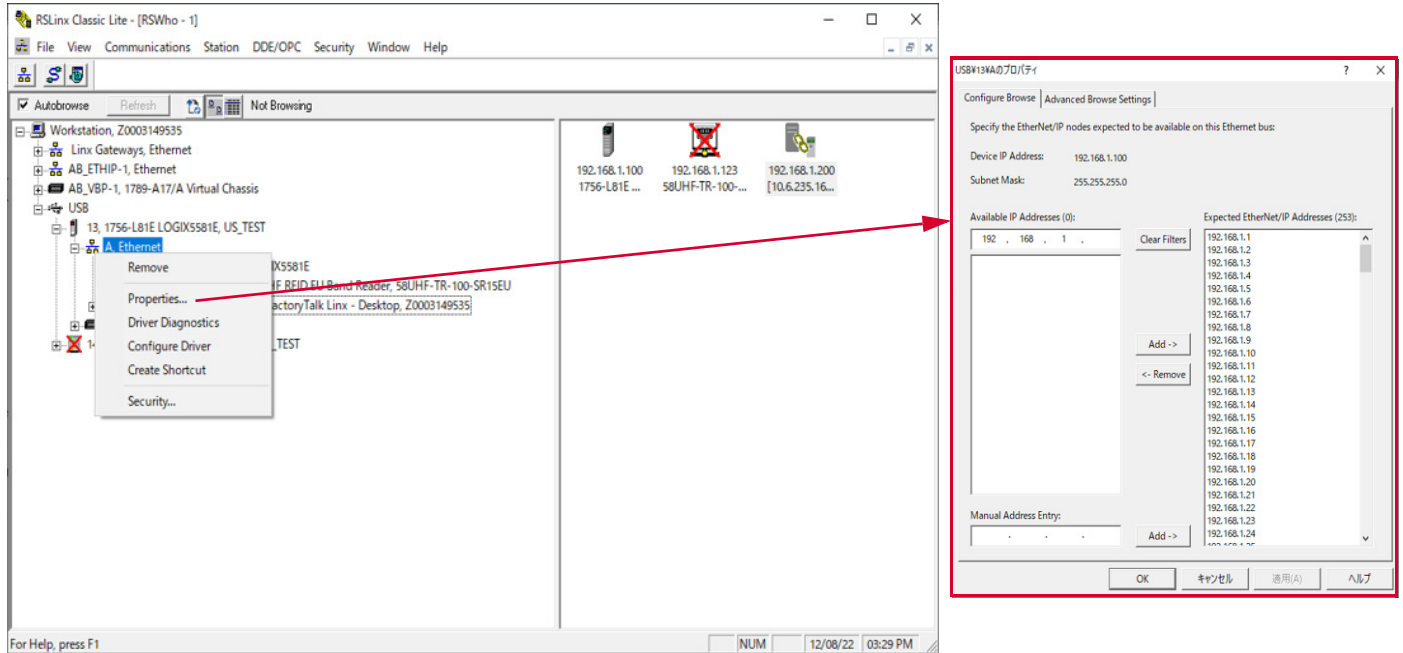 RSLinx Classic Lite - [RSWho - 1]
File View Communications Station DDE/OPC Security Window Help
Autobrowse Refresh Not Browsing
Workstation, Z0003149535
Linx Gateways, Ethernet
AB_ETHIP-1, Ethernet
AB_VBP-1, 1789-A17/A Virtual Chassis
USB
13, 1756-L81E LOGIX5581E, US_TEST
A, Ethernet
IX5581E
HF RFID EU Band Reader, 58UHF-TR-100-SR15EU
actoryTalk Linx - Desktop, Z0003149535
_TEST
Remove
Properties...
Driver Diagnostics
Configure Driver
Create Shortcut
Security...
192.168.1.100
1756-L81E ...
192.168.1.123
58UHF-TR-100-...
192.168.1.200
[10.6.235.16...
For Help, press F1
NUM 12/08/22 03:29 PM
USB¥13¥Aのプロパティ
Configure Browse Advanced Browse Settings
Specify the EtherNet/IP nodes expected to be available on this Ethernet bus:
Device IP Address: 192.168.1.100
Subnet Mask: 255.255.255.0
Available IP Addresses (0):
192 . 168 . 1 .
Clear Filters
Add ->
<- Remove
Manual Address Entry:
. . .
Add ->
Expected EtherNet/IP Addresses (253):
192.168.1.1
192.168.1.2
192.168.1.3
192.168.1.4
192.168.1.5
192.168.1.6
192.168.1.7
192.168.1.8
192.168.1.9
192.168.1.10
192.168.1.11
192.168.1.12
192.168.1.13
192.168.1.14
192.168.1.15
192.168.1.16
192.168.1.17
192.168.1.18
192.168.1.19
192.168.1.20
192.168.1.21
192.168.1.22
192.168.1.23
192.168.1.24
OK キャンセル 適用(A) ヘルプ